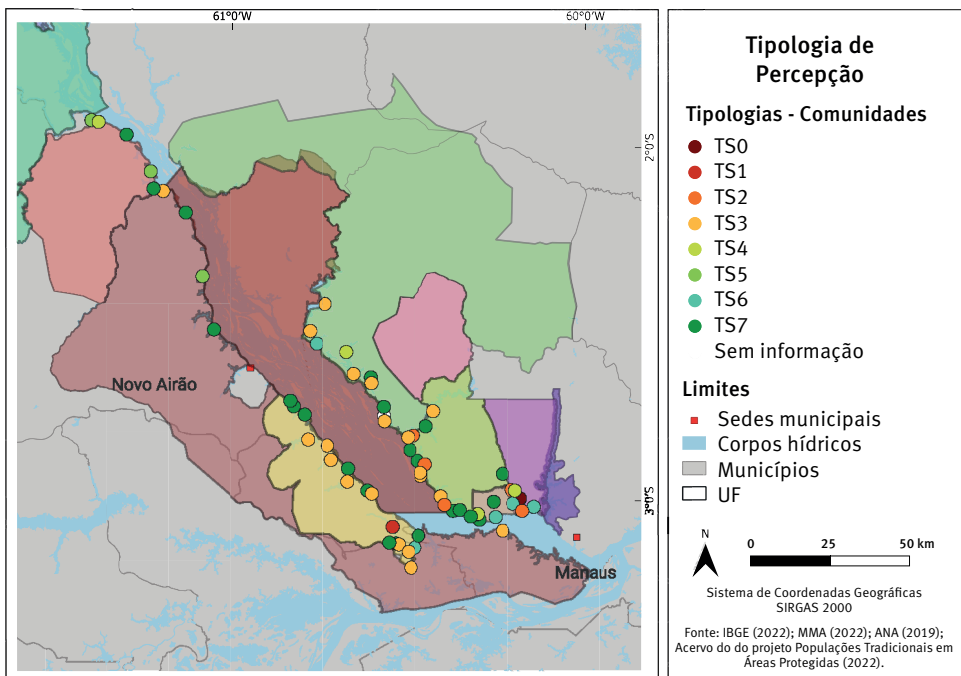 61°0,W
60°0,W
2°0'S
3°0'S
Novo Airão
Manaus
Tipologia de
Percepção
Tipologias - Comunidades
TS0
TS1
TS2
TS3
TS4
TS5
TS6
TS7
Sem informação
Limites
Sedes municipais
Corpos hídricos
Municípios
UF
N
0 25 50 km
Sistema de Coordenadas Geográficas
SIRGAS 2000
Fonte: IBGE (2022); MMA (2022); ANA (2019);
Acervo do do projeto Populações Tradicionais em
Áreas Protegidas (2022).